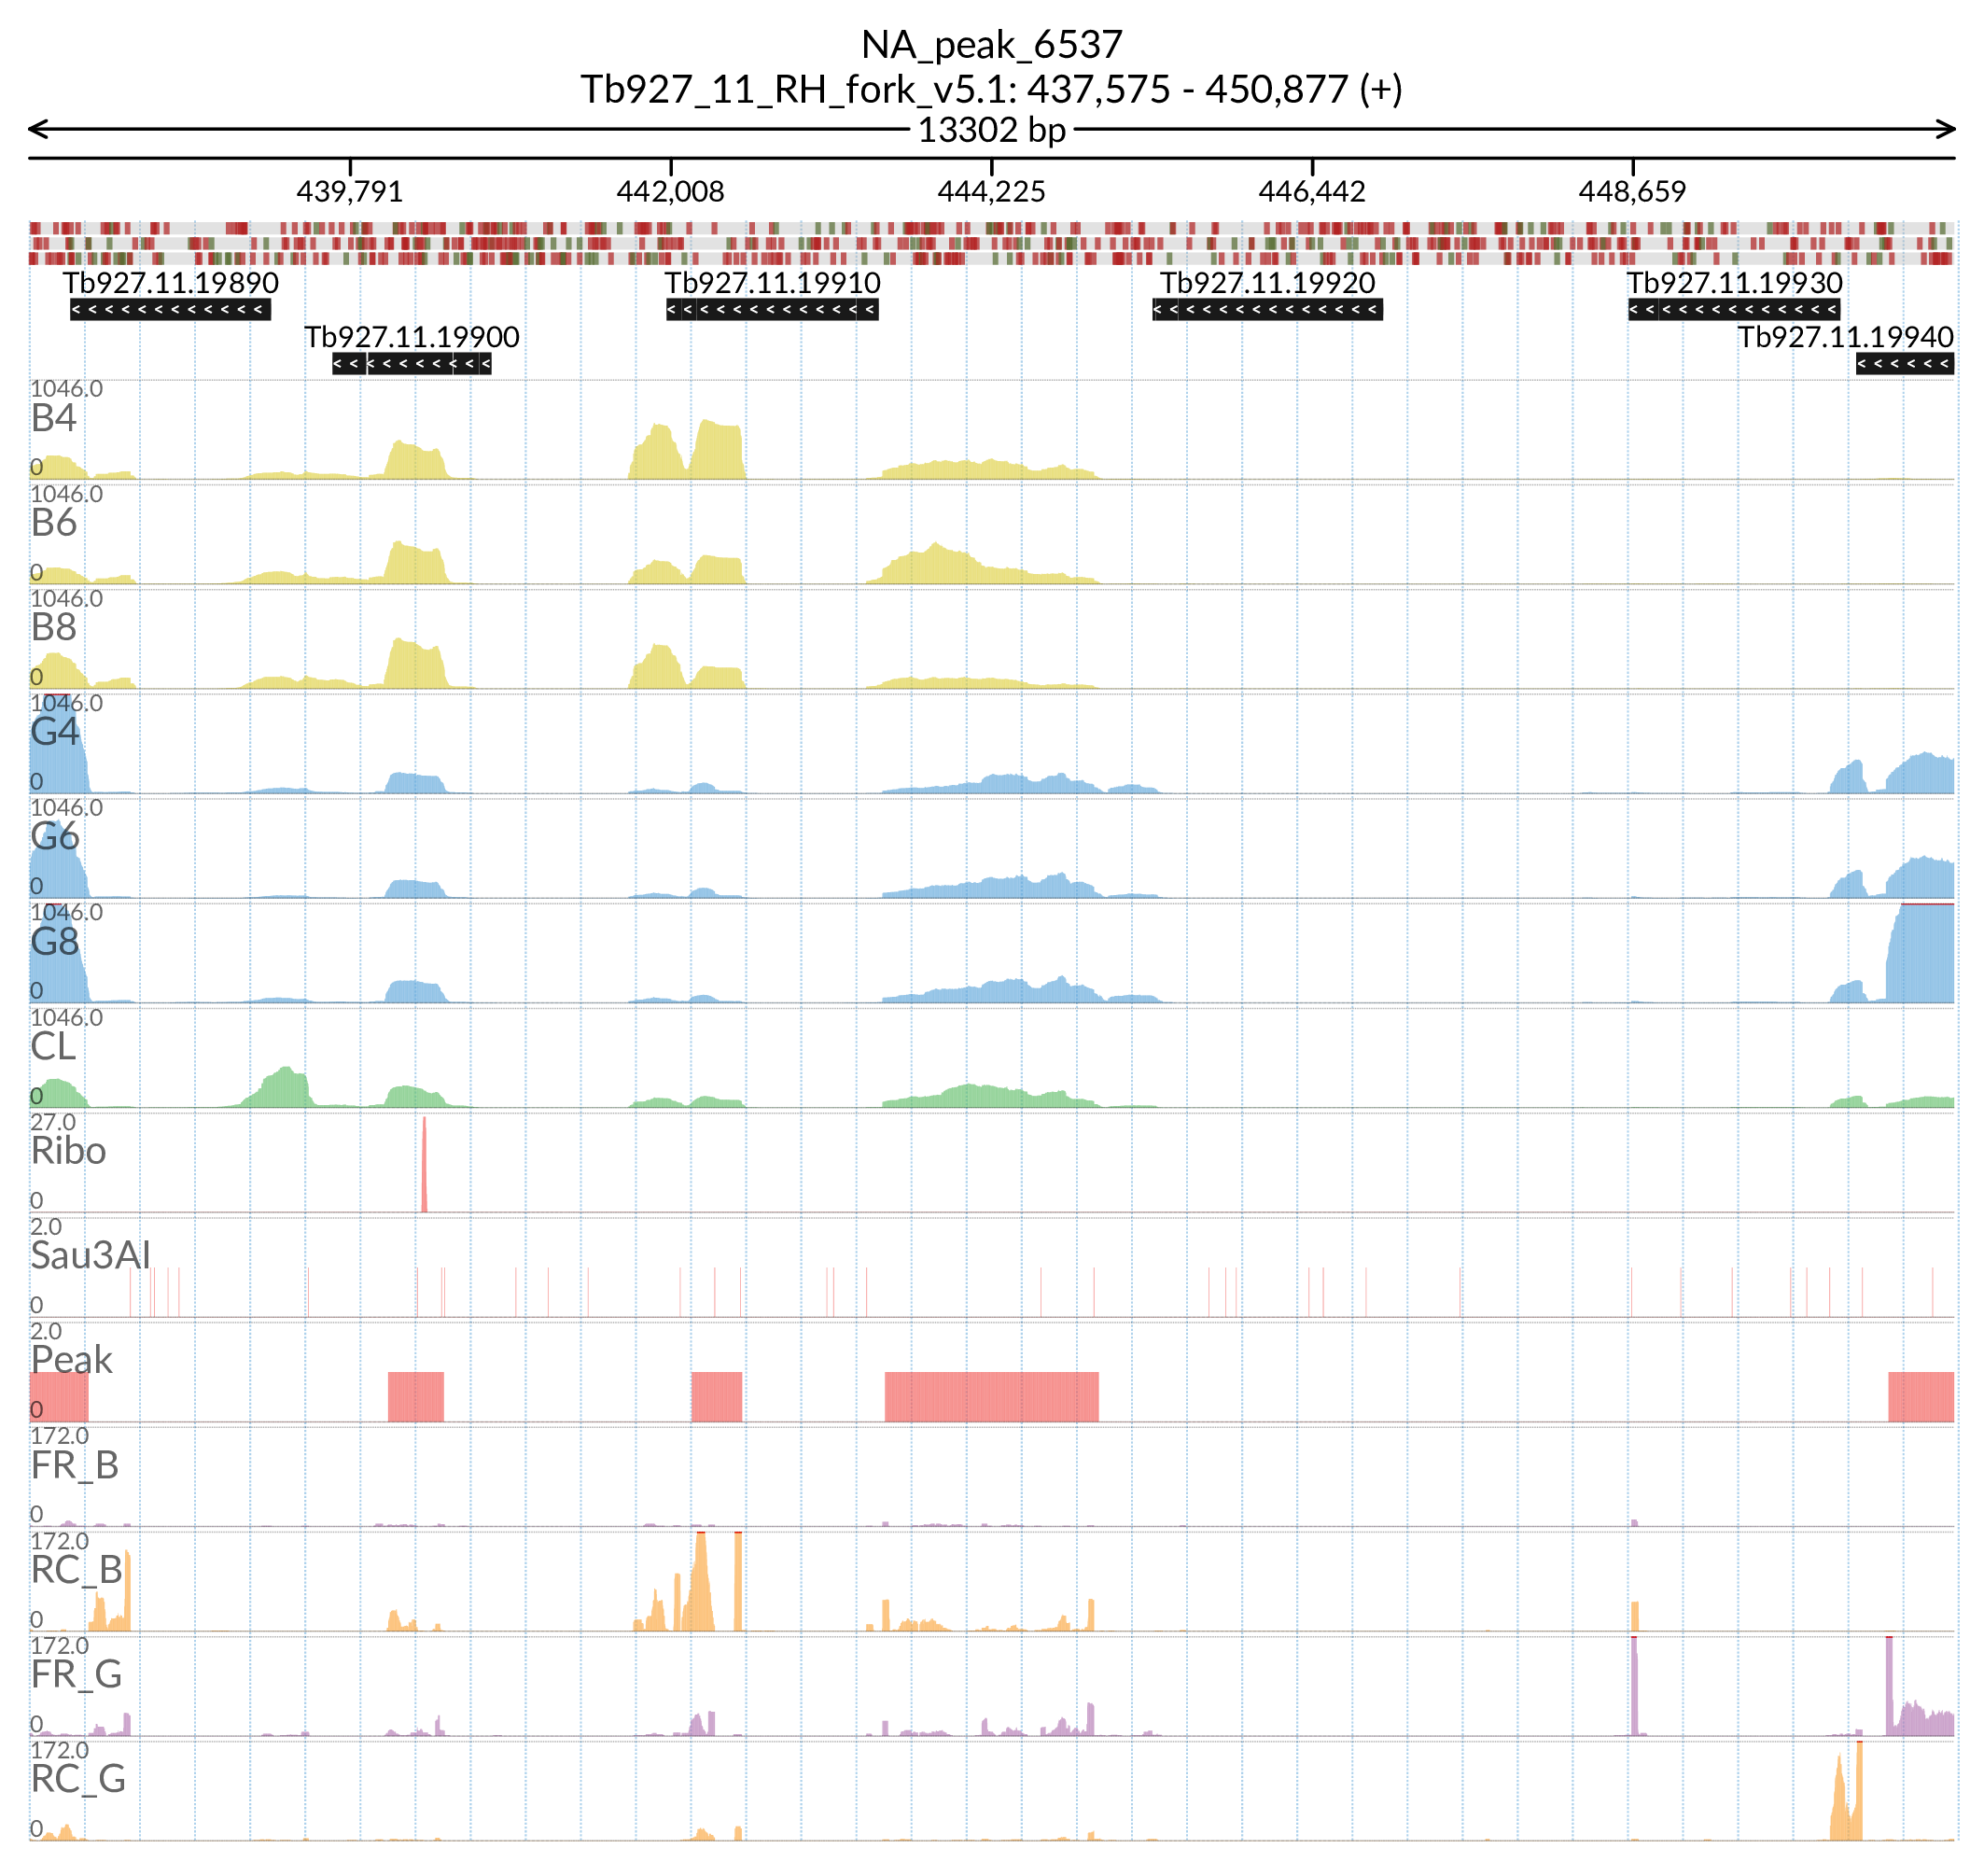 NA_peak_6537
Tb927_11_RH_fork_v5.1: 437,575 - 450,877 (+)
13302 bp
439,791 442,008 444,225 446,442 448,659
Tb927.11.19890 Tb927.11.19910 Tb927.11.19920 Tb927.11.19930
Tb927.11.19900 Tb927.11.19940
1046.0
B4
0
1046.0
B6
0
1046.0
B8
0
1046.0
G4
0
1046.0
G6
0
1046.0
G8
0
1046.0
CL
0
27.0
Ribo
0
2.0
Sau3AI
0
2.0
Peak
0
172.0
FR_B
0
172.0
RC_B
0
172.0
FR_G
0
172.0
RC_G
0